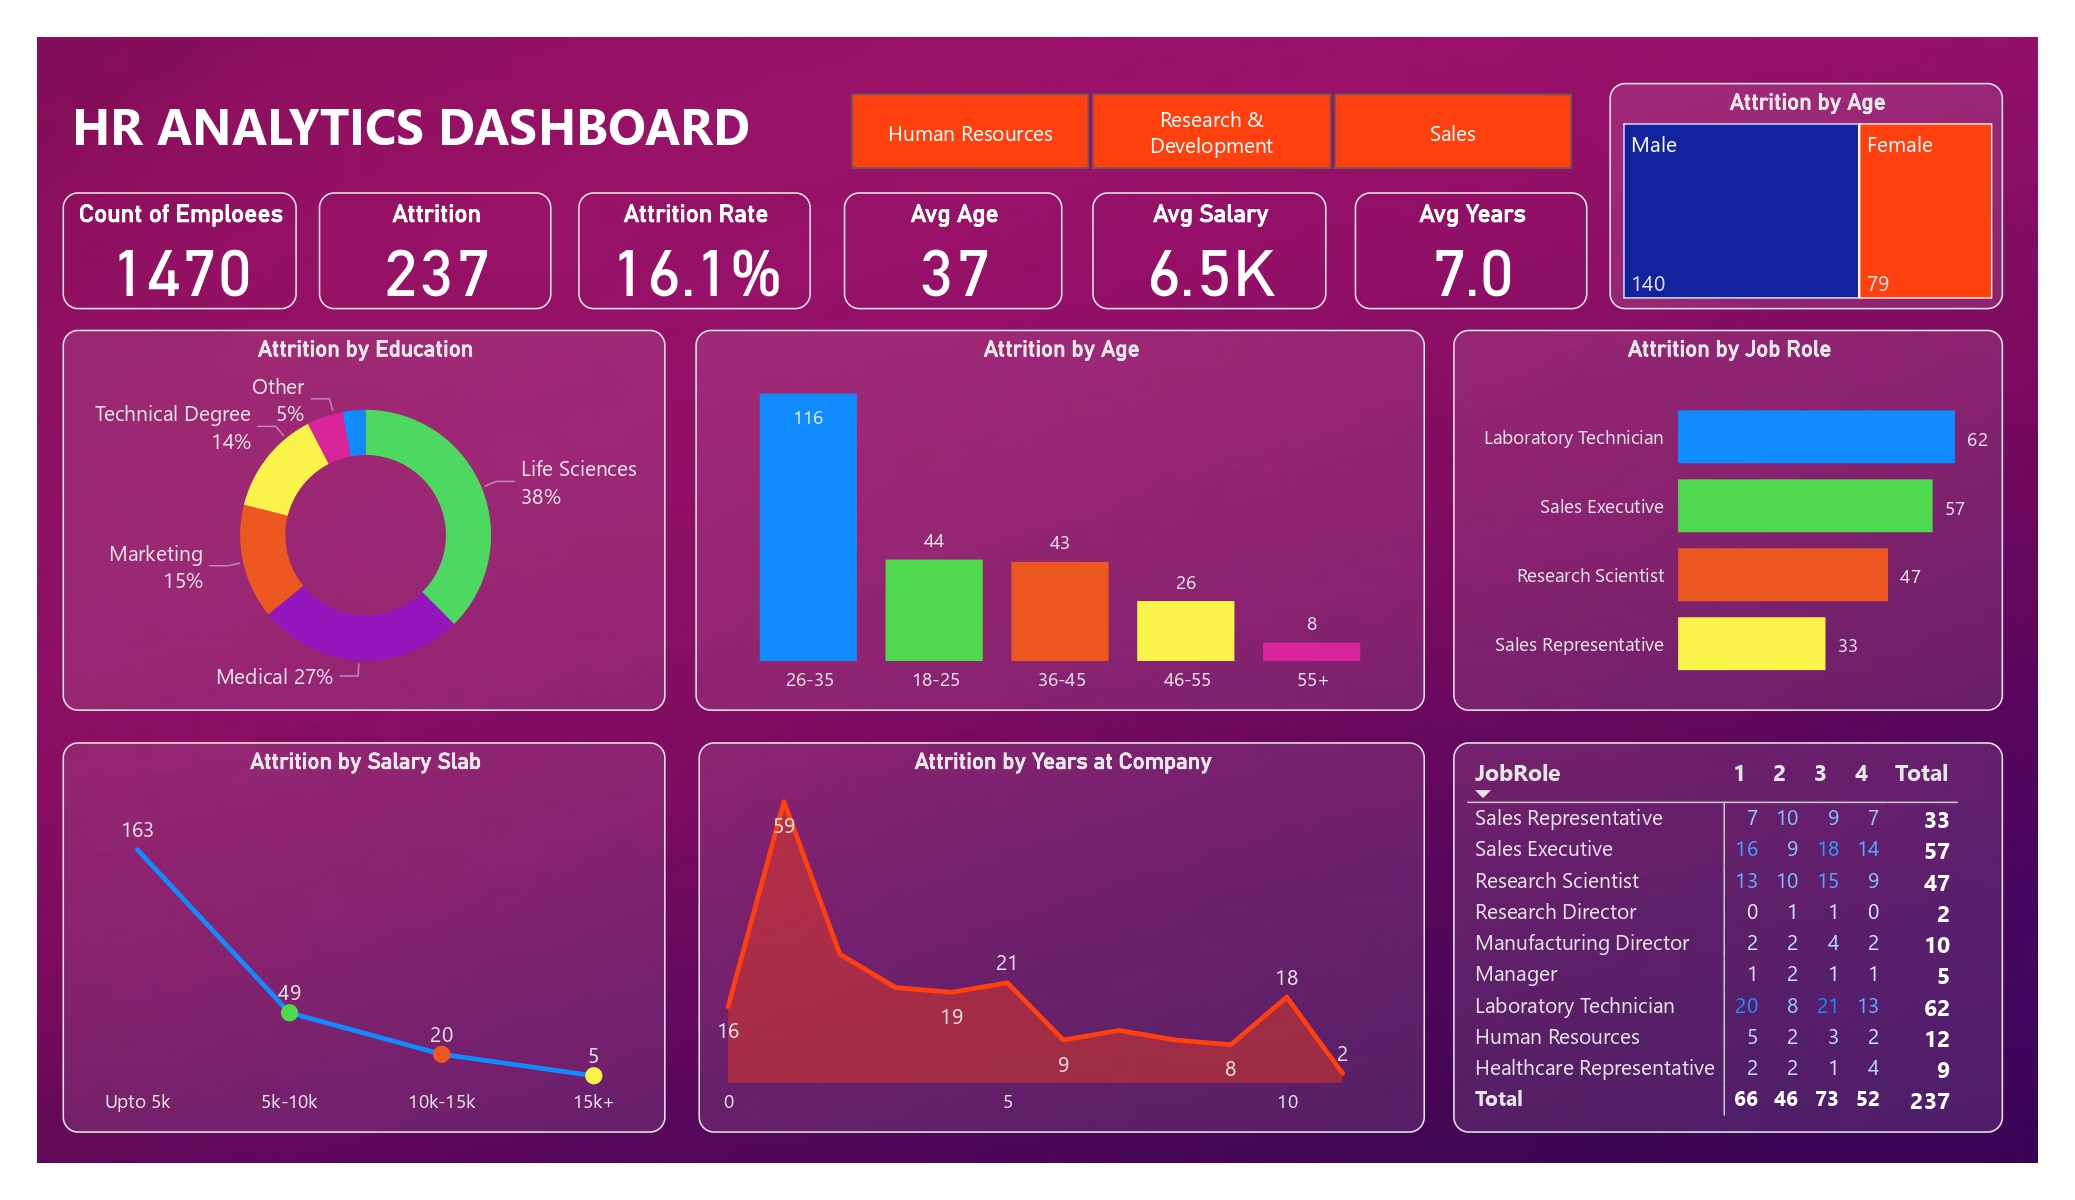 HR ANALYTICS DASHBOARD
Human Resources
Research &
Development
Sales
Attrition by Age
Male
Female
140
79
Count of Emploees
1470
Attrition
237
Attrition Rate
16.1%
Avg Age
37
Avg Salary
6.5K
Avg Years
7.0
Attrition by Education
Other
5%
Technical Degree
14%
Life Sciences
38%
Marketing
15%
Medical 27%
Attrition by Age
116
44
43
26
8
26-35
18-25
36-45
46-55
55+
Attrition by Job Role
Laboratory Technician 62
Sales Executive 57
Research Scientist 47
Sales Representative 33
Attrition by Salary Slab
163
49
20
5
Upto 5k
5k-10k
10k-15k
15k+
Attrition by Years at Company
59
21
18
16
19
9
8
2
0
5
10
JobRole 1 2 3 4 Total
Sales Representative 7 10 9 7 33
Sales Executive 16 9 18 14 57
Research Scientist 13 10 15 9 47
Research Director 0 1 1 0 2
Manufacturing Director 2 2 4 2 10
Manager 1 2 1 1 5
Laboratory Technician 20 8 21 13 62
Human Resources 5 2 3 2 12
Healthcare Representative 2 2 1 4 9
Total 66 46 73 52 237